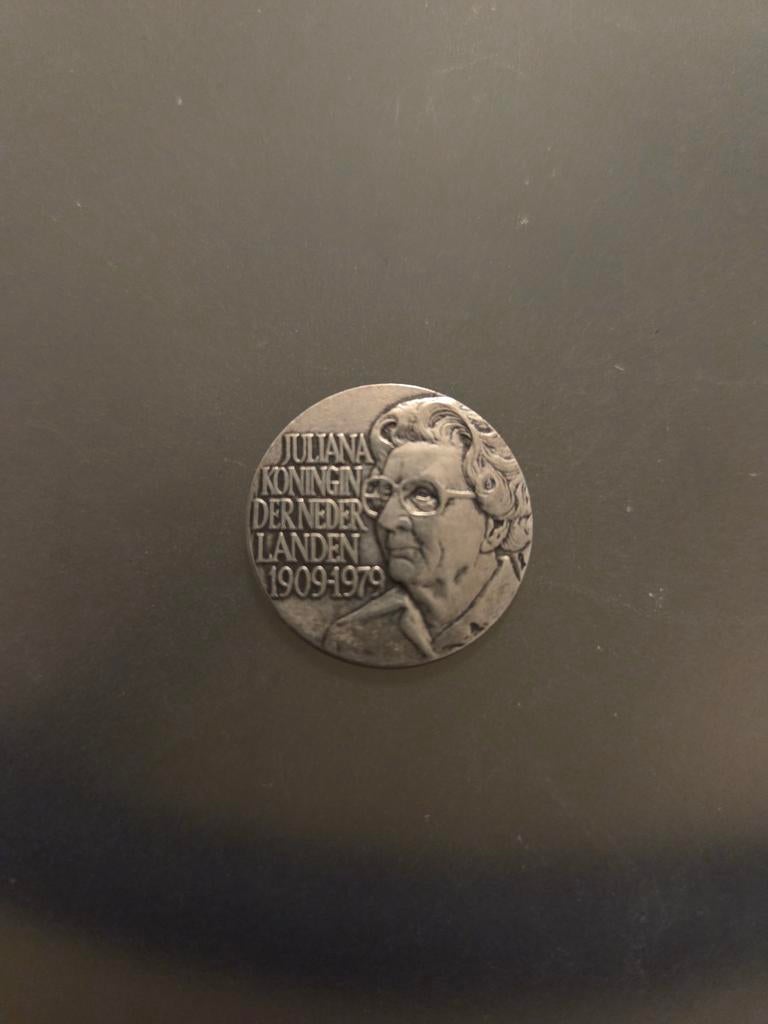 JULIANA
KONINGIN
DER NEDER
LANDEN
1909-1979